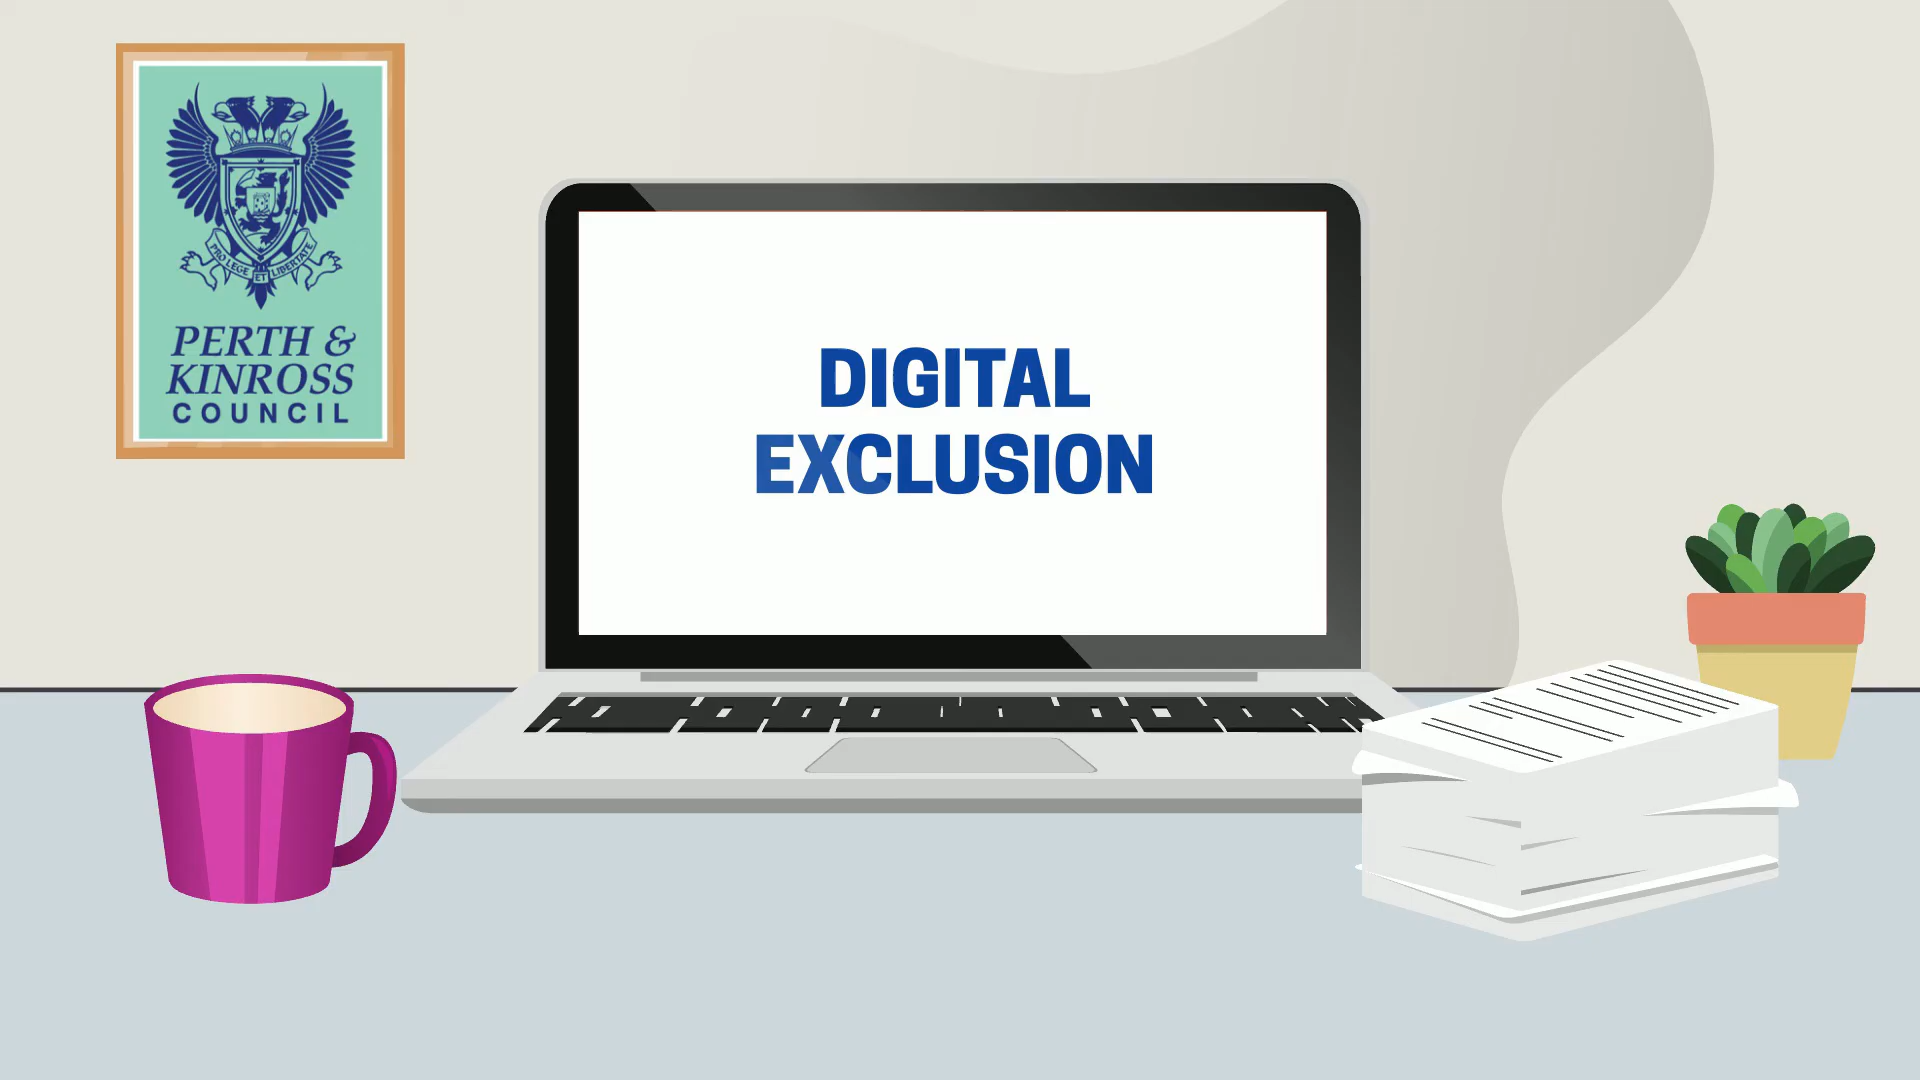 PRO LEGE ET LIBERTATE
PERTH &
KINROSS
COUNCIL
DIGITAL
EXCLUSION